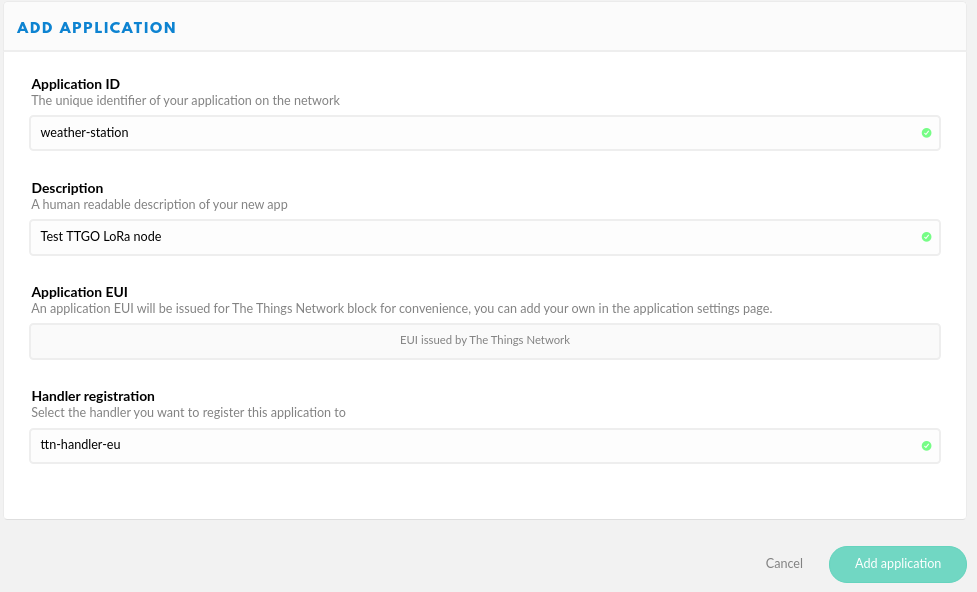 ADD APPLICATION
Application ID
The unique identifier of your application on the network
weather-station
Description
A human readable description of your new app
Test TTGO LoRa node
Application EUI
An application EUI will be issued for The Things Network block for convenience, you can add your own in the application settings page.
EUI issued by The Things Network
Handler registration
Select the handler you want to register this application to
ttn-handler-eu
Cancel
Add application